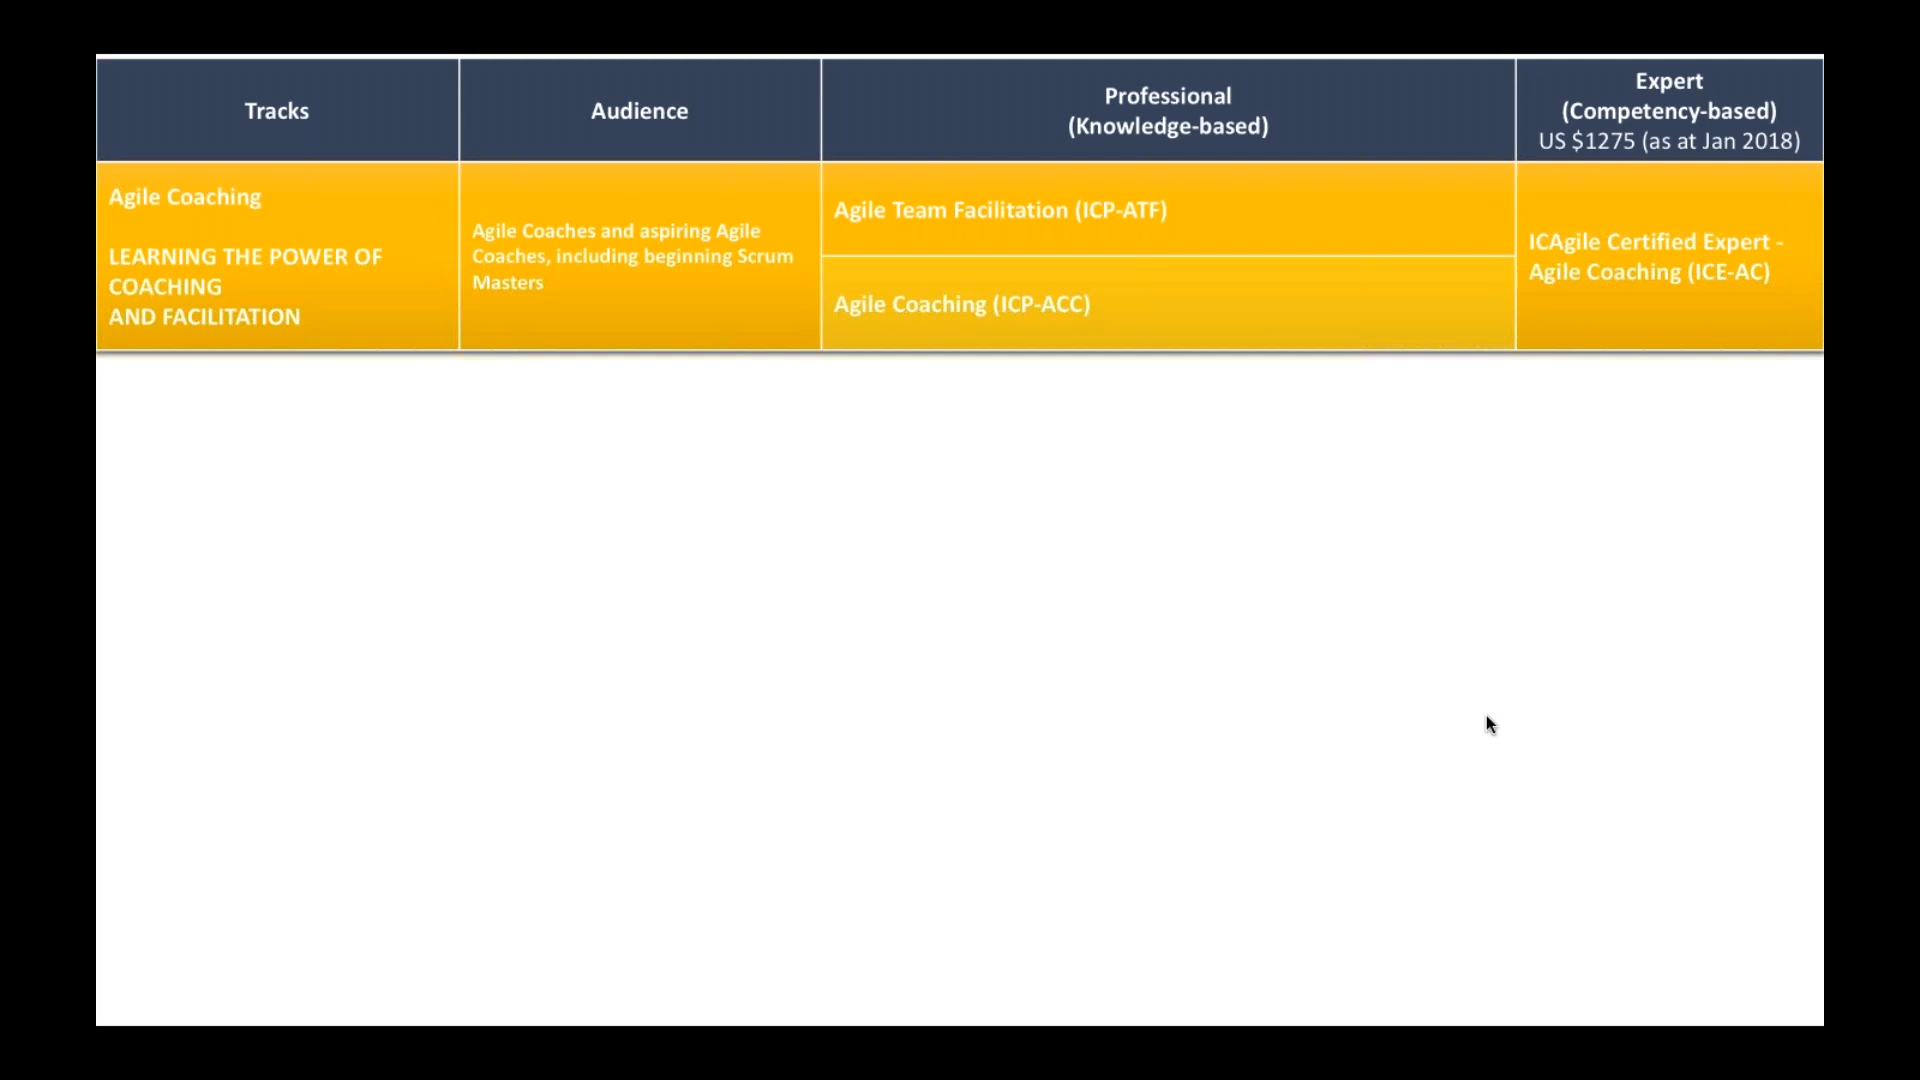 Tracks
Audience
Professional
(Knowledge-based)
Expert
(Competency-based)
US $1275 (as at Jan 2018)
Agile Coaching
LEARNING THE POWER OF
COACHING
AND FACILITATION
Agile Coaches and aspiring Agile
Coaches, including beginning Scrum
Masters
Agile Team Facilitation (ICP-ATF)
Agile Coaching (ICP-ACC)
ICAgile Certified Expert -
Agile Coaching (ICE-AC)